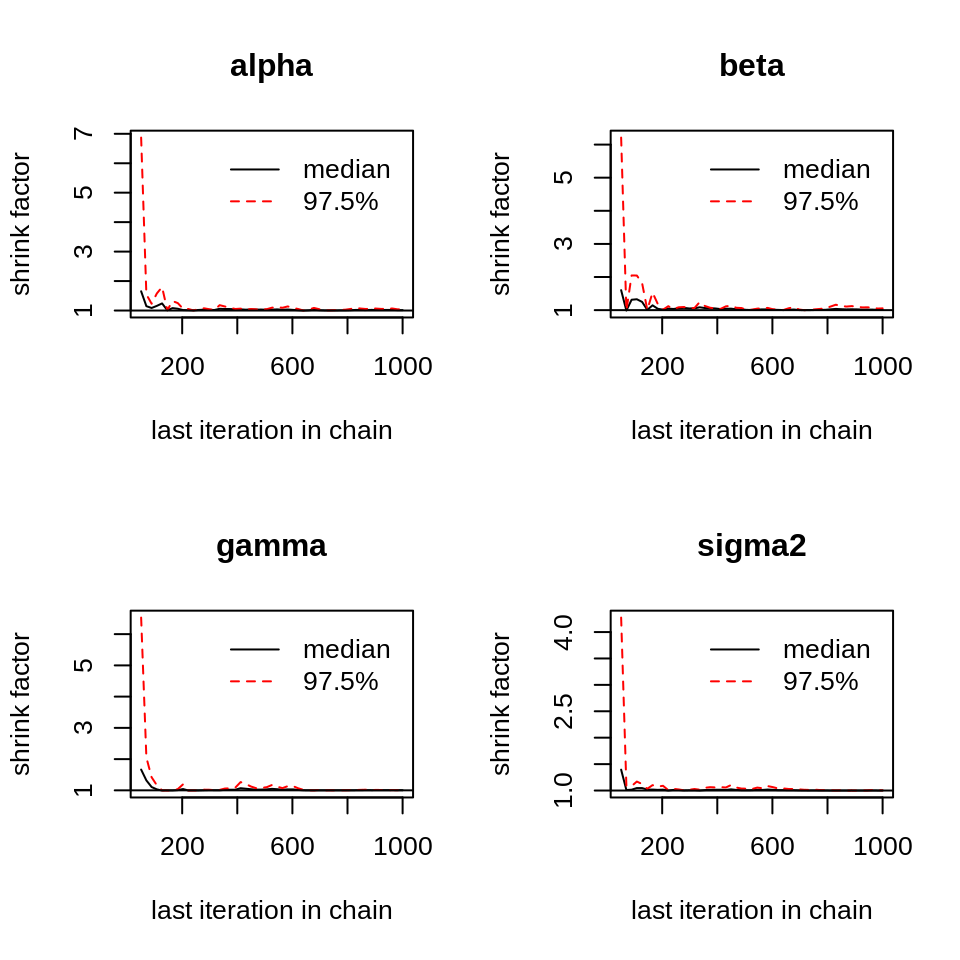 alpha
shrink factor
7
5
3
1
median
97.5%
200
600
1000
last iteration in chain
beta
shrink factor
5
3
1
median
97.5%
200
600
1000
last iteration in chain
gamma
shrink factor
5
3
1
median
97.5%
200
600
1000
last iteration in chain
sigma2
shrink factor
4.0
2.5
1.0
median
97.5%
200
600
1000
last iteration in chain